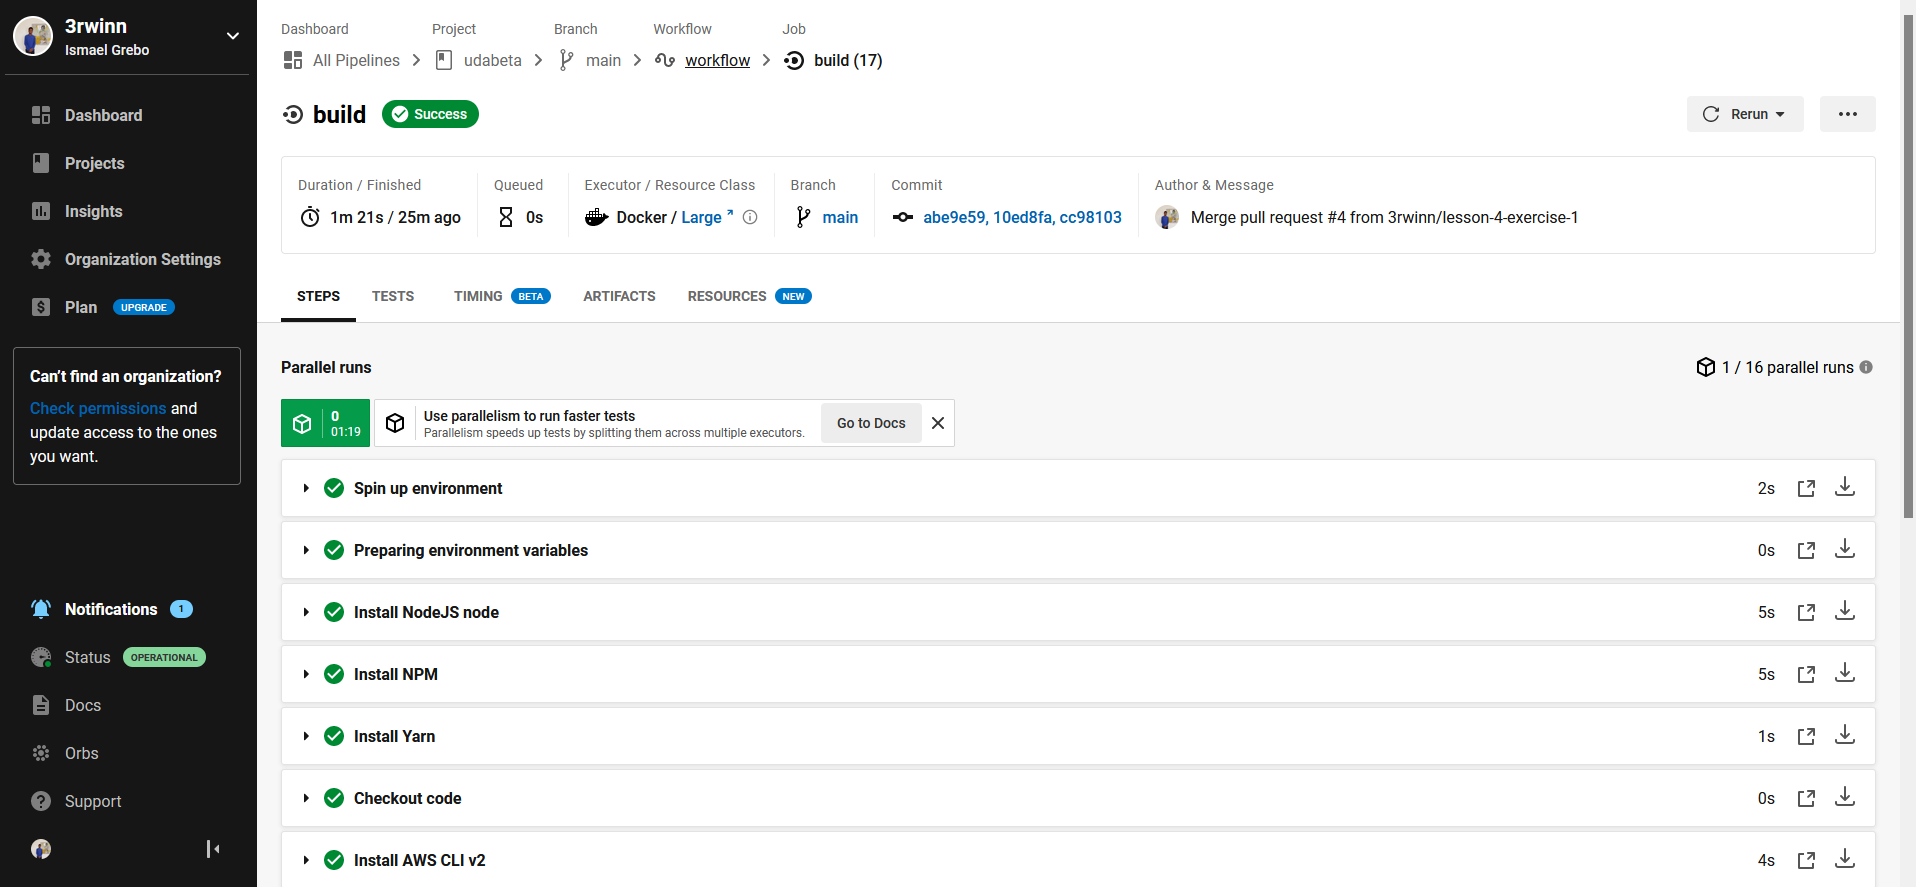 3rwinn
Ismael Grebo
Dashboard
Projects
Insights
Organization Settings
Plan UPGRADE
Can't find an organization?
Check permissions and
update access to the ones
you want.
Notifications 1
Status OPERATIONAL
Docs
Orbs
Support
Dashboard Project Branch Workflow Job
All Pipelines udabeta main workflow build (17)
build Success
Rerun
Duration / Finished Queued Executor / Resource Class Branch Commit Author & Message
1m 21s / 25m ago 0s Docker / Large main abe9e59, 10ed8fa, cc98103 Merge pull request #4 from 3rwinn/lesson-4-exercise-1
STEPS TESTS TIMING BETA ARTIFACTS RESOURCES NEW
Parallel runs 1 / 16 parallel runs
0
01:19
Use parallelism to run faster tests
Parallelism speeds up tests by splitting them across multiple executors.
Go to Docs
Spin up environment 2s
Preparing environment variables 0s
Install NodeJS node 5s
Install NPM 5s
Install Yarn 1s
Checkout code 0s
Install AWS CLI v2 4s